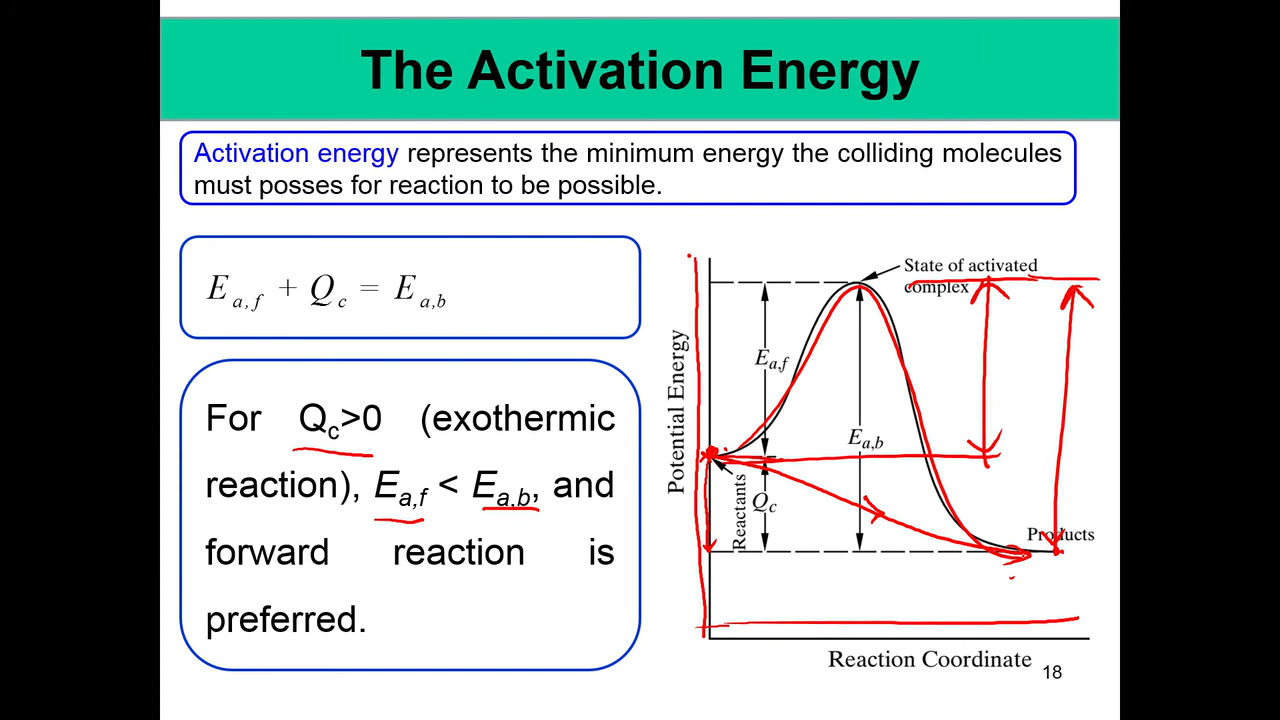 The Activation Energy
Activation energy represents the minimum energy the colliding molecules
must posses for reaction to be possible.
E a,f + Q c = E a,b
For Qc>0 (exothermic
reaction), Ea,f < Ea,b, and
forward reaction is
preferred.
State of activated
complex
Potential Energy
Ea,f
Ea,b
Reactants
Qc
Products
Reaction Coordinate
18